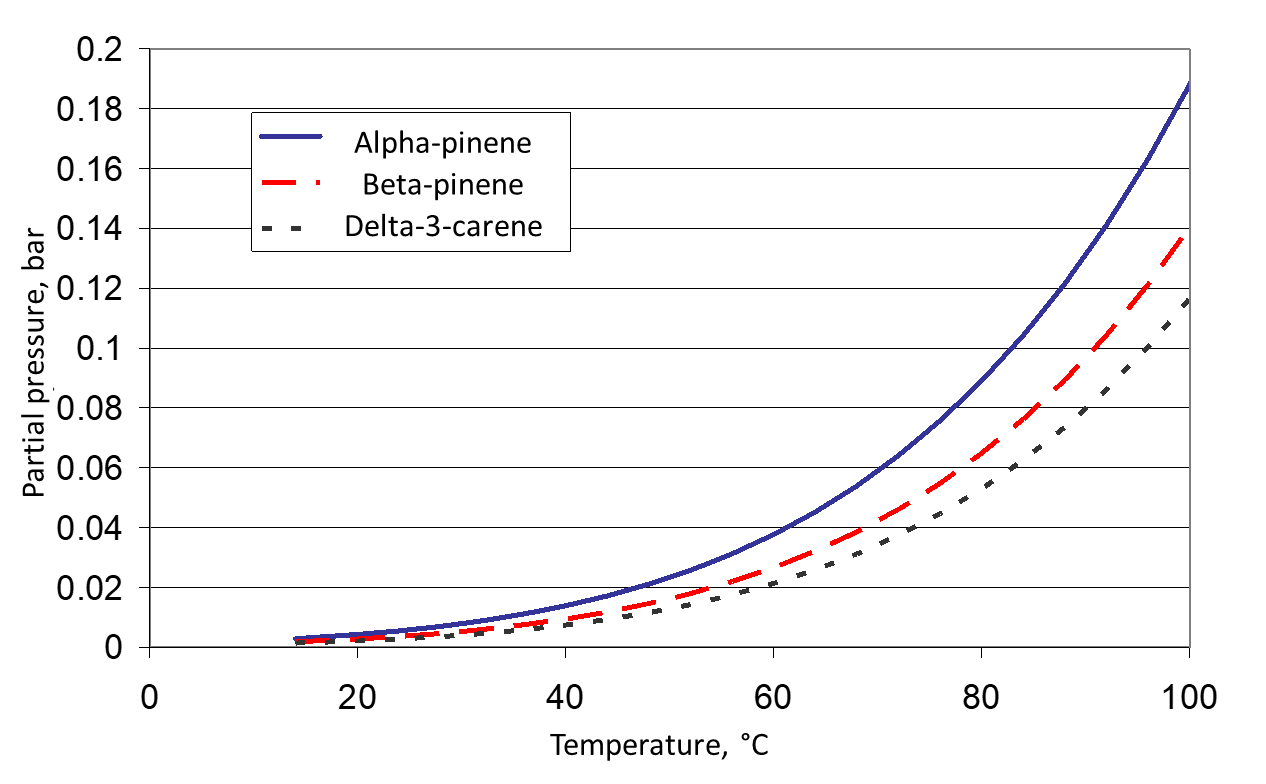 0.2
0.18
0.16
0.14
0.12
0.1
0.08
0.06
0.04
0.02
0
Partial pressure, bar
Alpha-pinene
Beta-pinene
Delta-3-carene
0 20 40 60 80 100
Temperature, °C